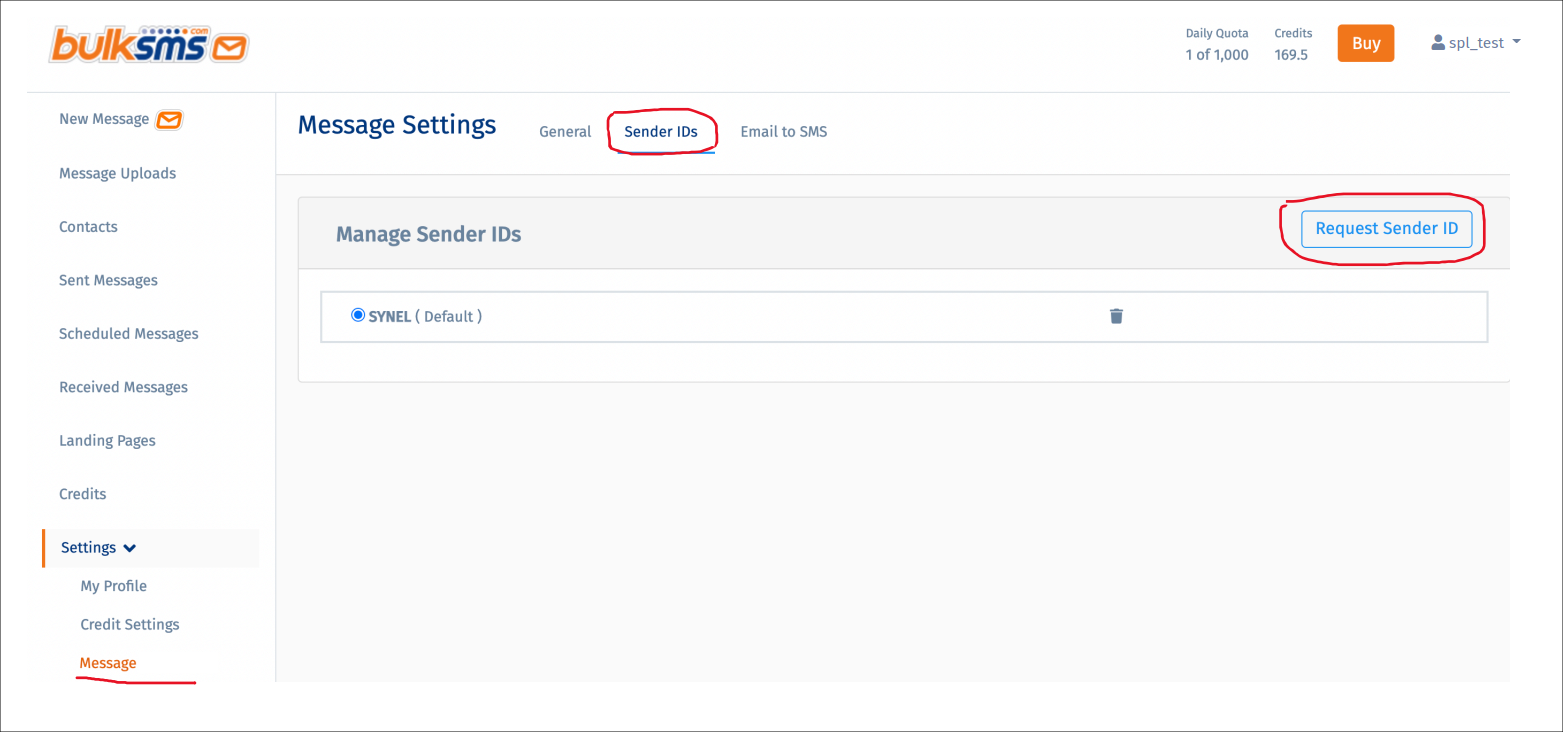 bulksms.com
Daily Quota
1 of 1,000
Credits
169.5
Buy
spl_test
New Message
Message Uploads
Contacts
Sent Messages
Scheduled Messages
Received Messages
Landing Pages
Credits
Settings
My Profile
Credit Settings
Message
Message Settings
General
Sender IDs
Email to SMS
Manage Sender IDs
Request Sender ID
SYNEL ( Default )